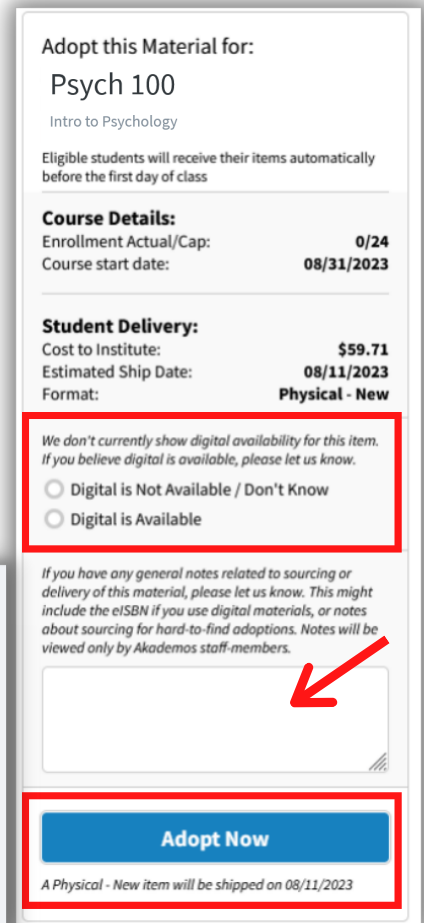 Adopt this Material for:
Psych 100
Intro to Psychology
Eligible students will receive their items automatically
before the first day of class
Course Details:
Enrollment Actual/Cap: 0/24
Course start date: 08/31/2023
Student Delivery:
Cost to Institute: $59.71
Estimated Ship Date: 08/11/2023
Format: Physical - New
We don't currently show digital availability for this item.
If you believe digital is available, please let us know.
Digital is Not Available / Don't Know
Digital is Available
If you have any general notes related to sourcing or
delivery of this material, please let us know. This might
include the eISBN if you use digital materials, or notes
about sourcing for hard-to-find adoptions. Notes will be
viewed only by Akademos staff-members.
Adopt Now
A Physical - New item will be shipped on 08/11/2023